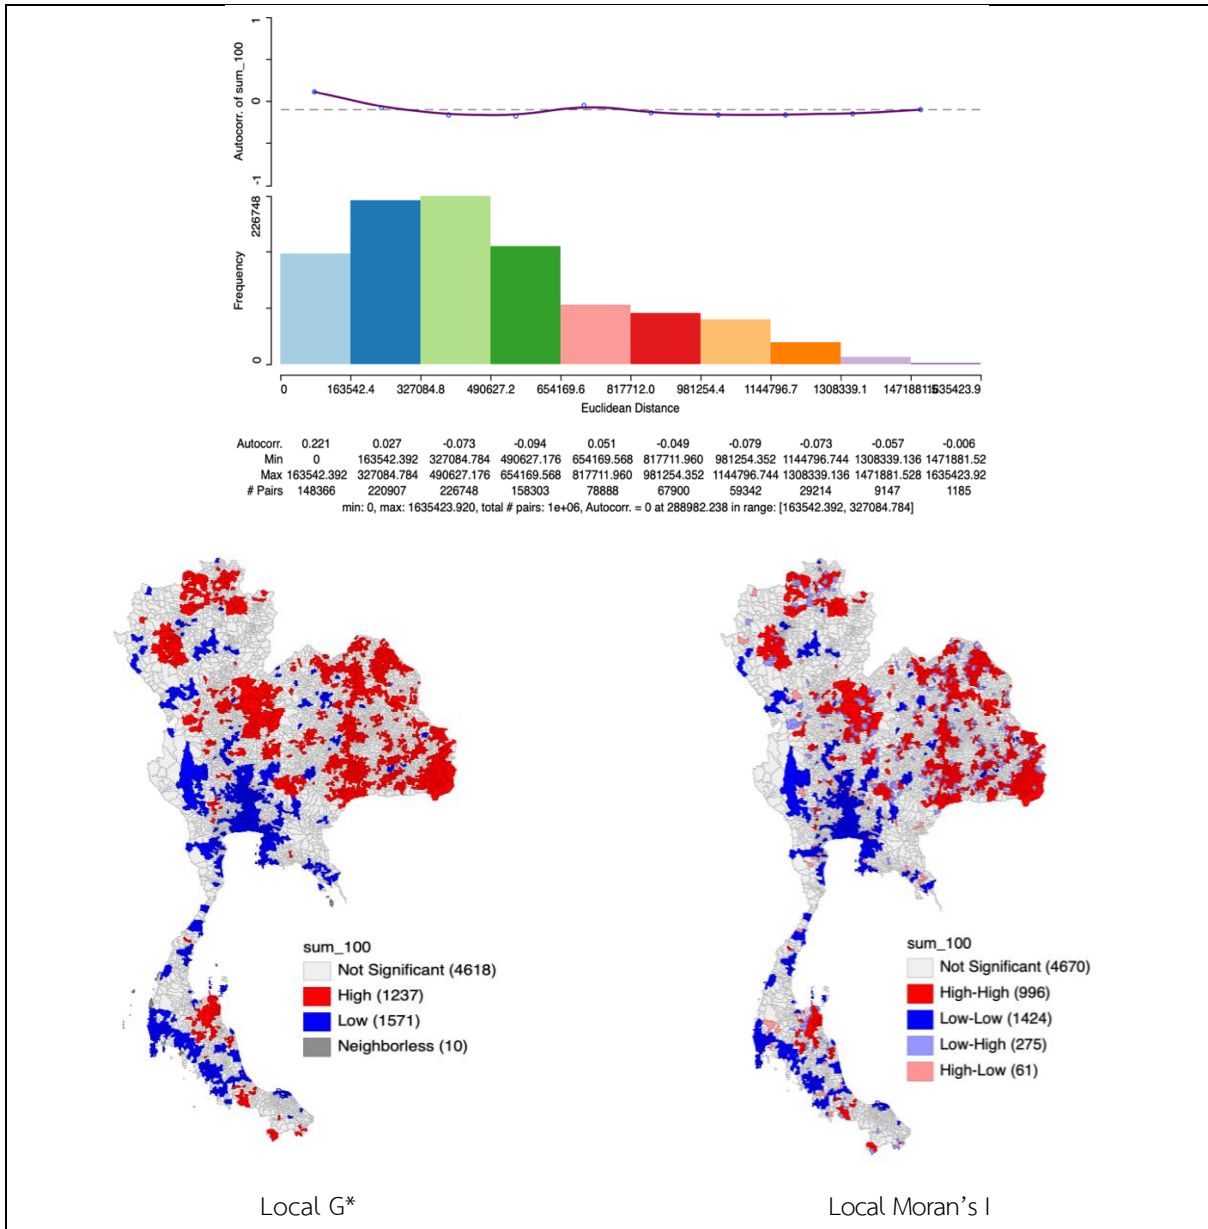 Autocorr. of sum_100
1
0
-1
Frequency
226748
0
0 163542.4 327084.8 490627.2 654169.6 817712.0 981254.4 1144796.7 1308339.1 1471881.5 1635423.9
Euclidean Distance
Autocorr. 0.221 0.027 -0.073 -0.094 0.051 -0.049 -0.079 -0.073 -0.057 -0.006
Min 0 163542.392 327084.784 490627.176 654169.568 817711.960 981254.352 1144796.744 1308339.136 1471881.52
Max 163542.392 327084.784 490627.176 654169.568 817711.960 981254.352 1144796.744 1308339.136 1471881.528 1635423.92
# Pairs 148366 220907 226748 158303 78888 67900 59342 29214 9147 1185
min: 0, max: 1635423.920, total # pairs: 1e+06, Autocorr. = 0 at 288982.238 in range: [163542.392, 327084.784]
sum_100
Not Significant (4618)
High (1237)
Low (1571)
Neighborless (10)
Local G*
sum_100
Not Significant (4670)
High-High (996)
Low-Low (1424)
Low-High (275)
High-Low (61)
Local Moran's I